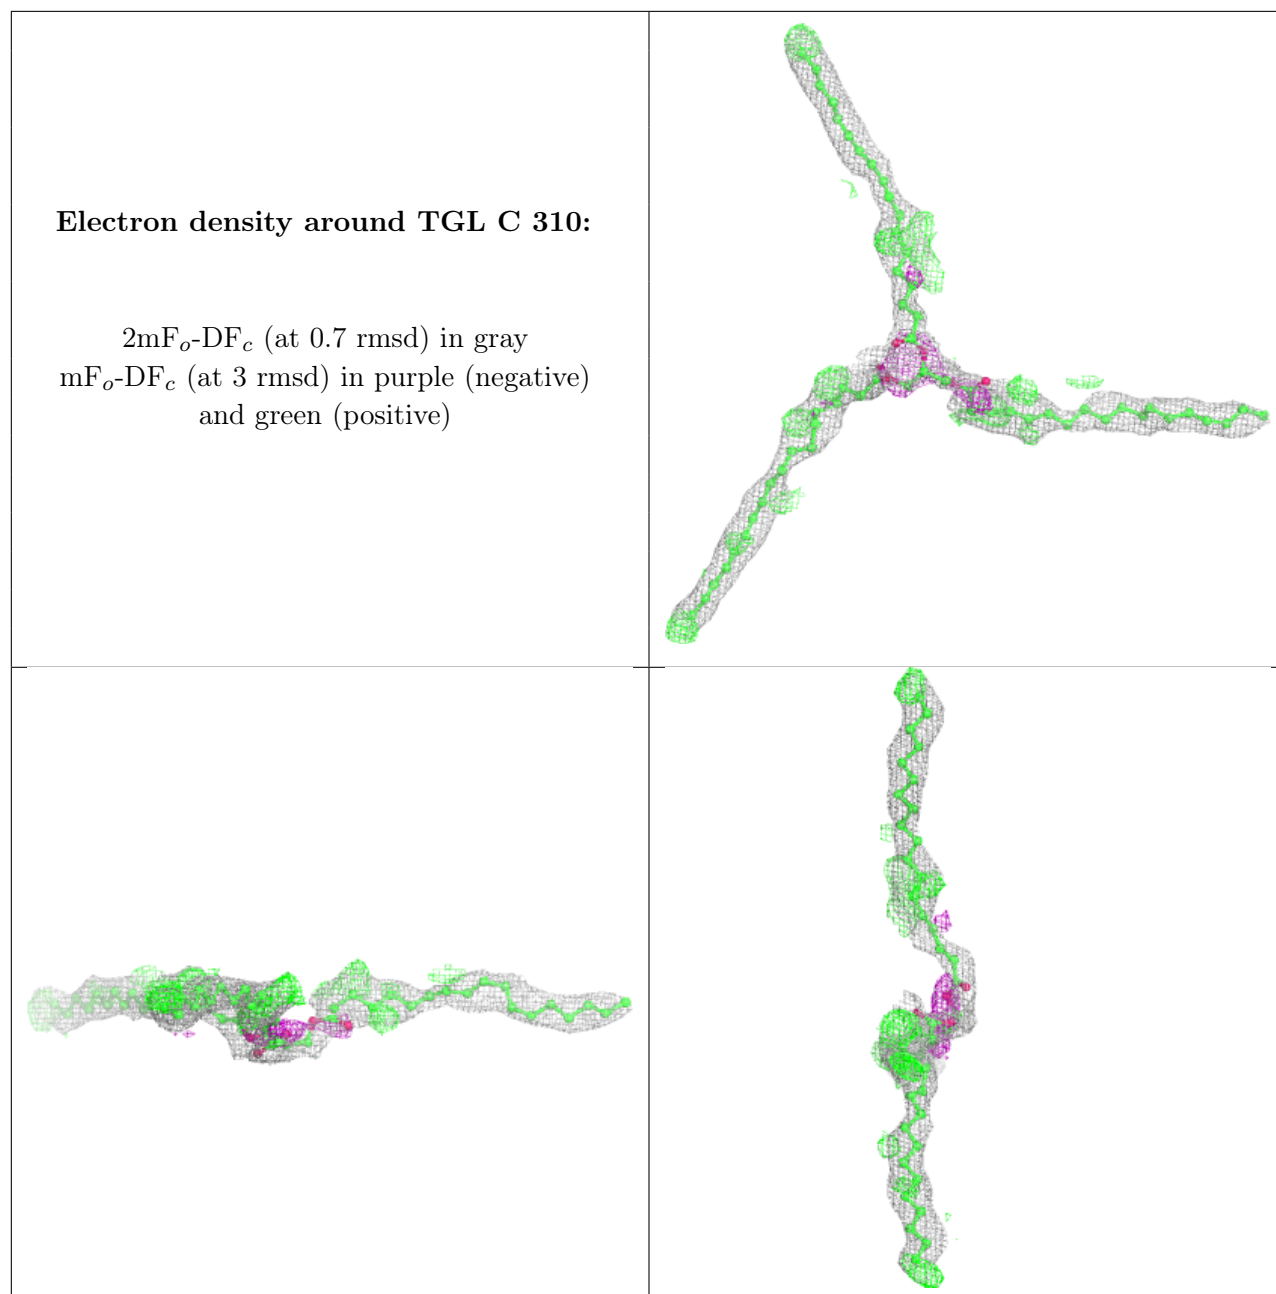 Electron density around TGL C 310:
2mFo-DFc (at 0.7 rmsd) in gray
mFo-DFc (at 3 rmsd) in purple (negative)
and green (positive)